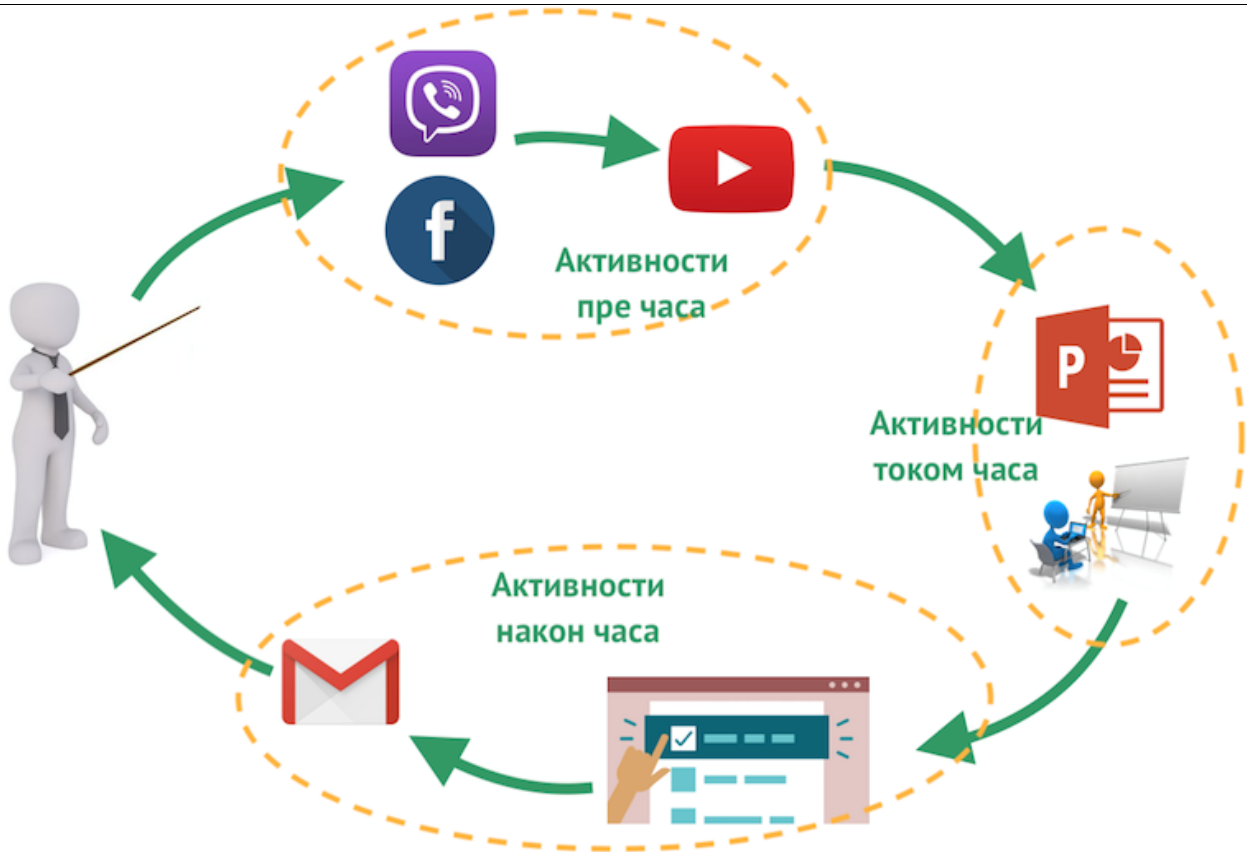 f
Активности
пре часа
P
Активности
током часа
Активности
након часа